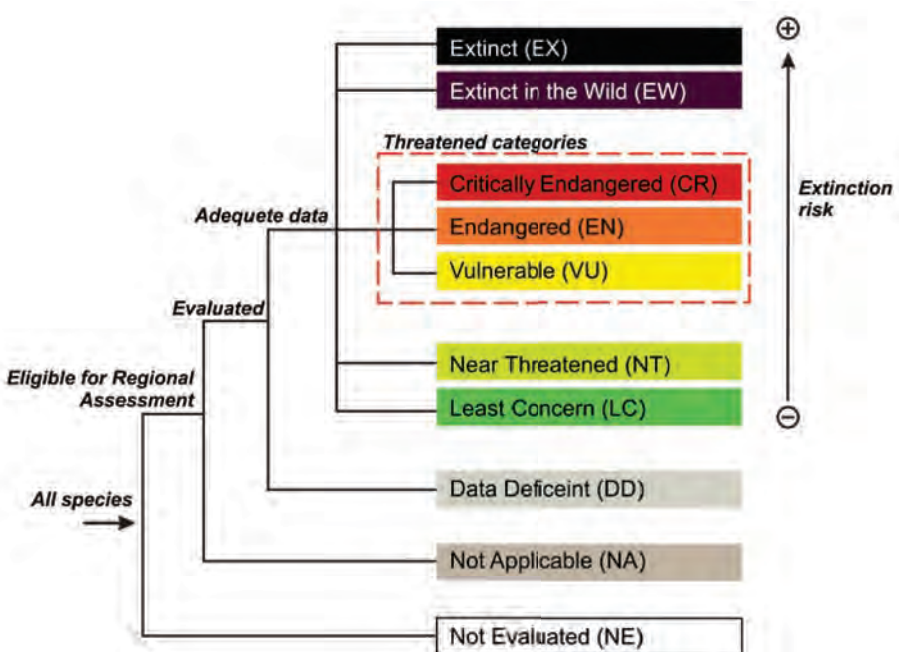 Extinct (EX)
Extinct in the Wild (EW)
Threatened categories
Critically Endangered (CR)
Extinction
risk
Adequete data
Endangered (EN)
Vulnerable (VU)
Evaluated
Near Threatened (NT)
Eligible for Regional
Assessment
Least Concern (LC)
All species
Data Deficeint (DD)
Not Applicable (NA)
Not Evaluated (NE)